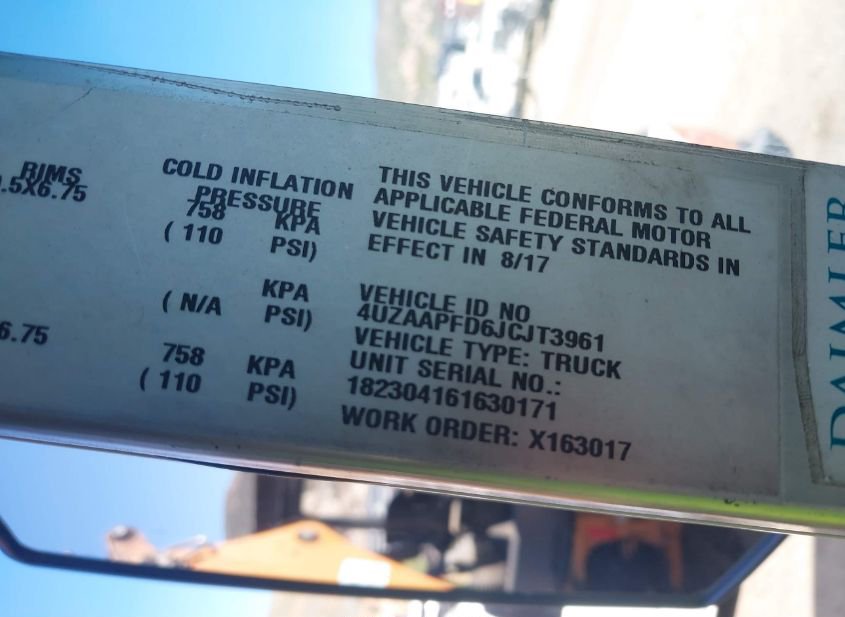 RIMS
.5X6.75
COLD INFLATION
PRESSURE
758 KPA
( 110 PSI)
KPA
( N/A PSI)
6.75
758 KPA
( 110 PSI)
THIS VEHICLE CONFORMS TO ALL
APPLICABLE FEDERAL MOTOR
VEHICLE SAFETY STANDARDS IN
EFFECT IN 8/17
VEHICLE ID NO
4UZAAPFD6JCJT3961
VEHICLE TYPE: TRUCK
UNIT SERIAL NO.:
182304161630171
WORK ORDER: X163017
DAIMLER